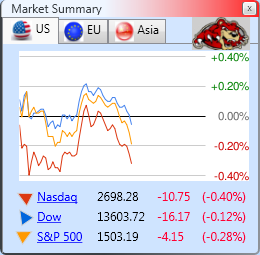 Market Summary x
US EU Asia
+0.40%
+0.20%
0.00%
-0.20%
-0.40%
Nasdaq 2698.28 -10.75 (-0.40%)
Dow 13603.72 -16.17 (-0.12%)
S&P 500 1503.19 -4.15 (-0.28%)